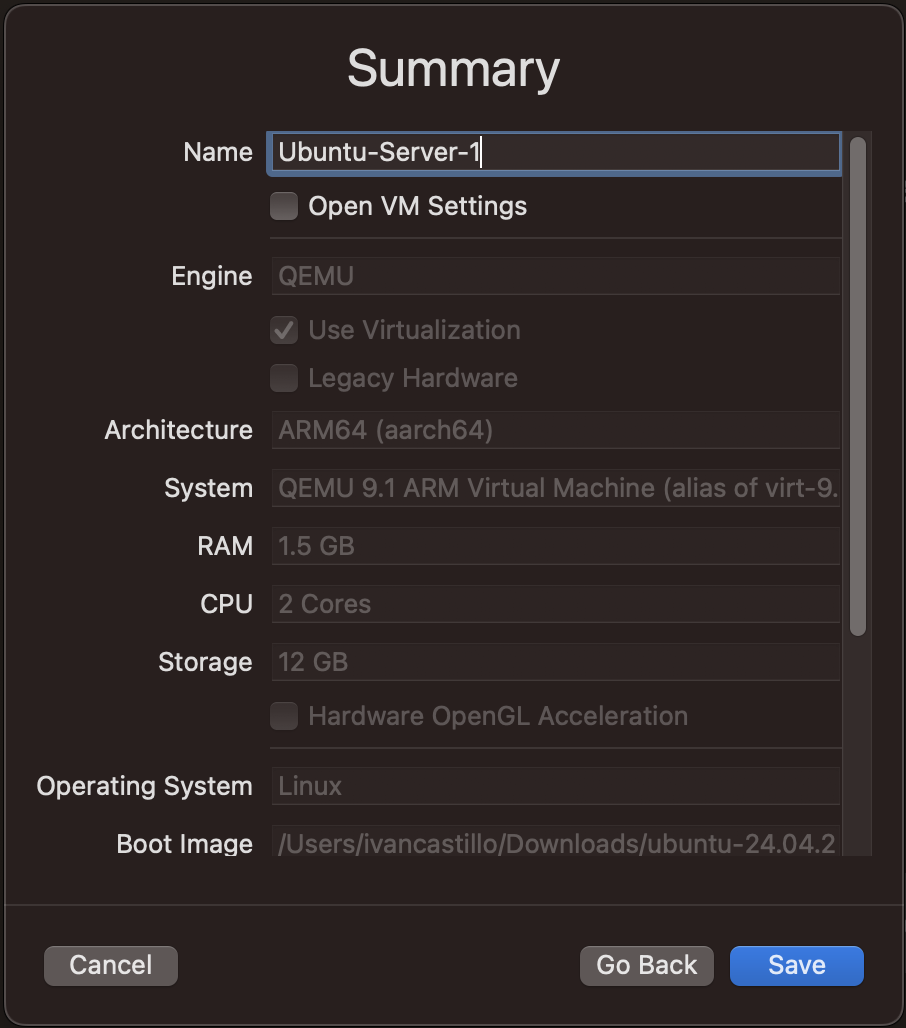 Summary
Name Ubuntu-Server-1
Open VM Settings
Engine QEMU
Use Virtualization
Legacy Hardware
Architecture ARM64 (aarch64)
System QEMU 9.1 ARM Virtual Machine (alias of virt-9.
RAM 1.5 GB
CPU 2 Cores
Storage 12 GB
Hardware OpenGL Acceleration
Operating System Linux
Boot Image /Users/ivancastillo/Downloads/ubuntu-24.04.2
Cancel Go Back Save